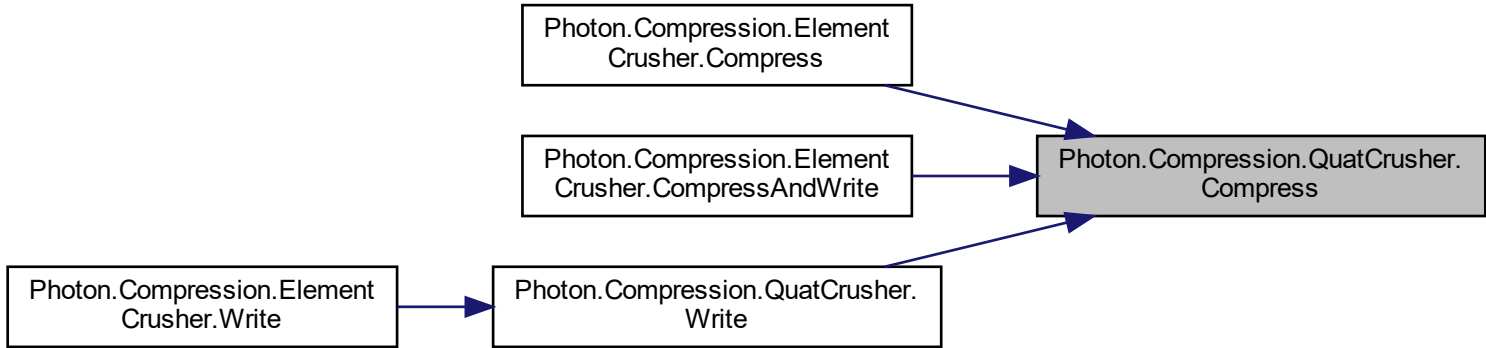 Photon.Compression.Element
Crusher.Compress
Photon.Compression.Element
Crusher.CompressAndWrite
Photon.Compression.QuatCrusher.
Compress
Photon.Compression.Element
Crusher.Write
Photon.Compression.QuatCrusher.
Write